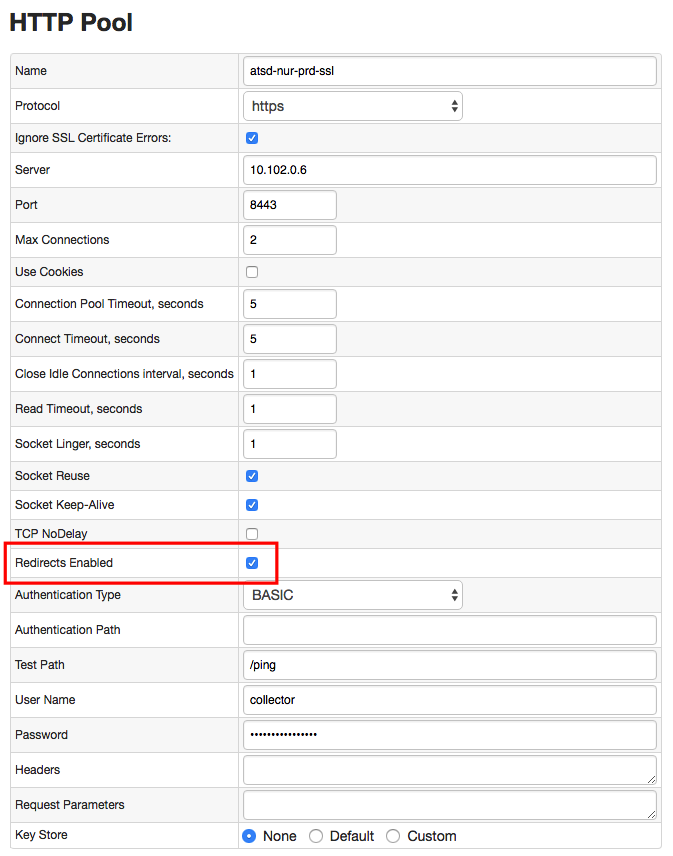 HTTP Pool
Name atsd-nur-prd-ssl
Protocol https
Ignore SSL Certificate Errors:
Server 10.102.0.6
Port 8443
Max Connections 2
Use Cookies
Connection Pool Timeout, seconds 5
Connect Timeout, seconds 5
Close Idle Connections interval, seconds 1
Read Timeout, seconds 1
Socket Linger, seconds 1
Socket Reuse
Socket Keep-Alive
TCP NoDelay
Redirects Enabled
Authentication Type BASIC
Authentication Path
Test Path /ping
User Name collector
Password ••••••••••••••••
Headers
Request Parameters
Key Store None Default Custom